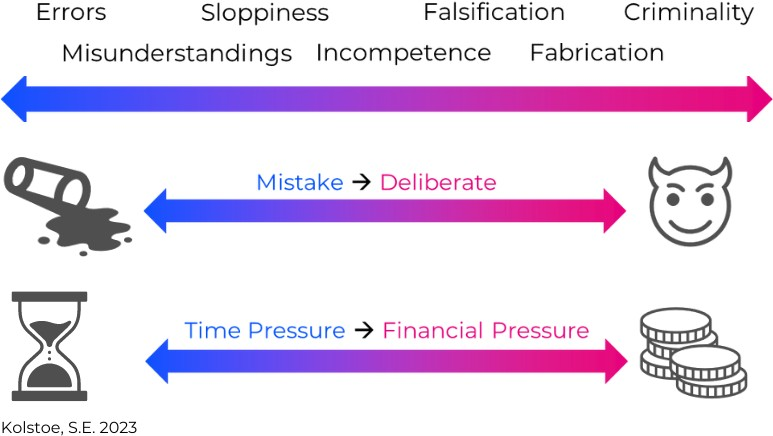 Errors Sloppiness Falsification Criminality
Misunderstandings Incompetence Fabrication
Mistake → Deliberate
Time Pressure → Financial Pressure
Kolstoe, S.E. 2023